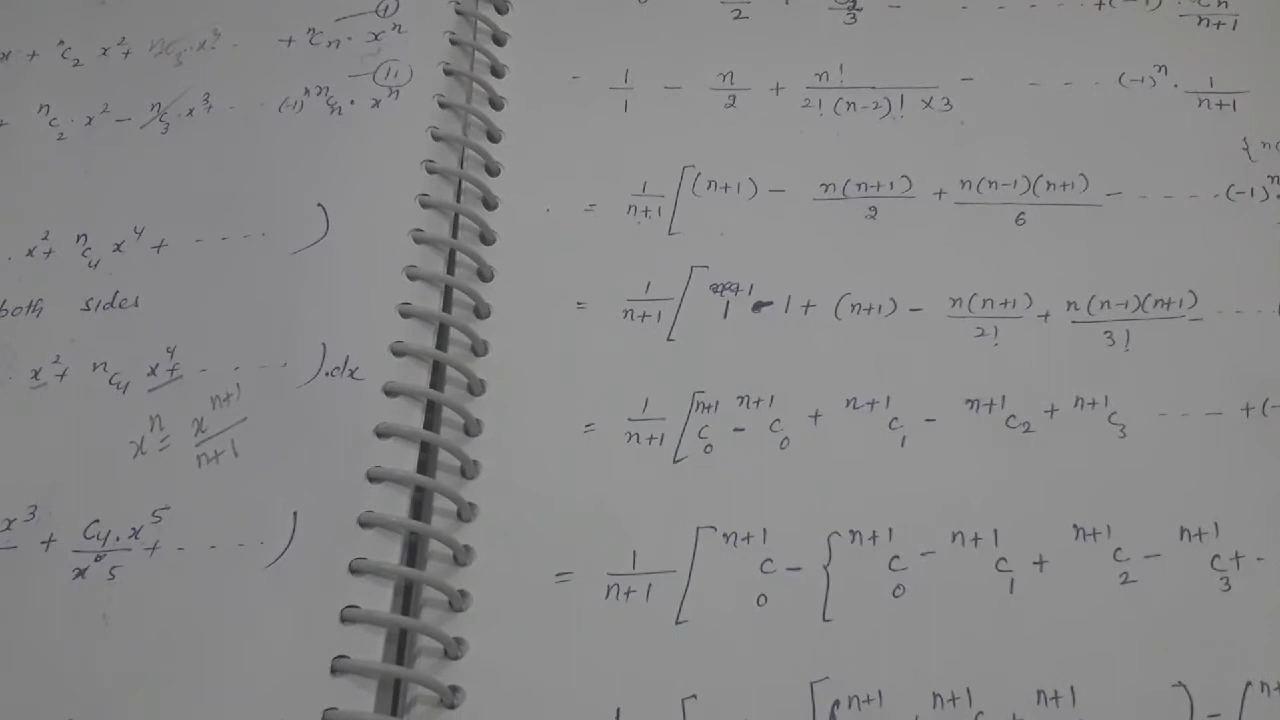 x + ⁿC₂ x² + ⁿC₃.x³ .. + ⁿCₙ. xⁿ — (I)
+ ⁿC₂.x² - ⁿC₃.x³ + .. (-1)ⁿ ⁿCₙ. xⁿ — (II)
. x² + ⁿC₄ x⁴ + ..... )
both sides
. x² + ⁿC₄ x⁴ + ..... ).dx
xⁿ = xⁿ⁺¹/n+1
x³ + C₄.x⁵/x⁵ 5 + ..... )
= 1/1 - n/2 + n!/2!(n-2)! × 3 - .... (-1)ⁿ . 1/n+1
= 1/n+1 [(n+1) - n(n+1)/2 + n(n-1)(n+1)/6 - ..... (-1)ⁿ
= 1/n+1 [1 - 1 + (n+1) - n(n+1)/2! + n(n-1)(n+1)/3! - ....
= 1/n+1 [ⁿ⁺¹C₀ - ⁿ⁺¹C₀ + ⁿ⁺¹C₁ - ⁿ⁺¹C₂ + ⁿ⁺¹C₃ ... - + (-
= 1/n+1 [ⁿ⁺¹C₀ - {ⁿ⁺¹C₀ - ⁿ⁺¹C₁ + ⁿ⁺¹C₂ - ⁿ⁺¹C₃ + -